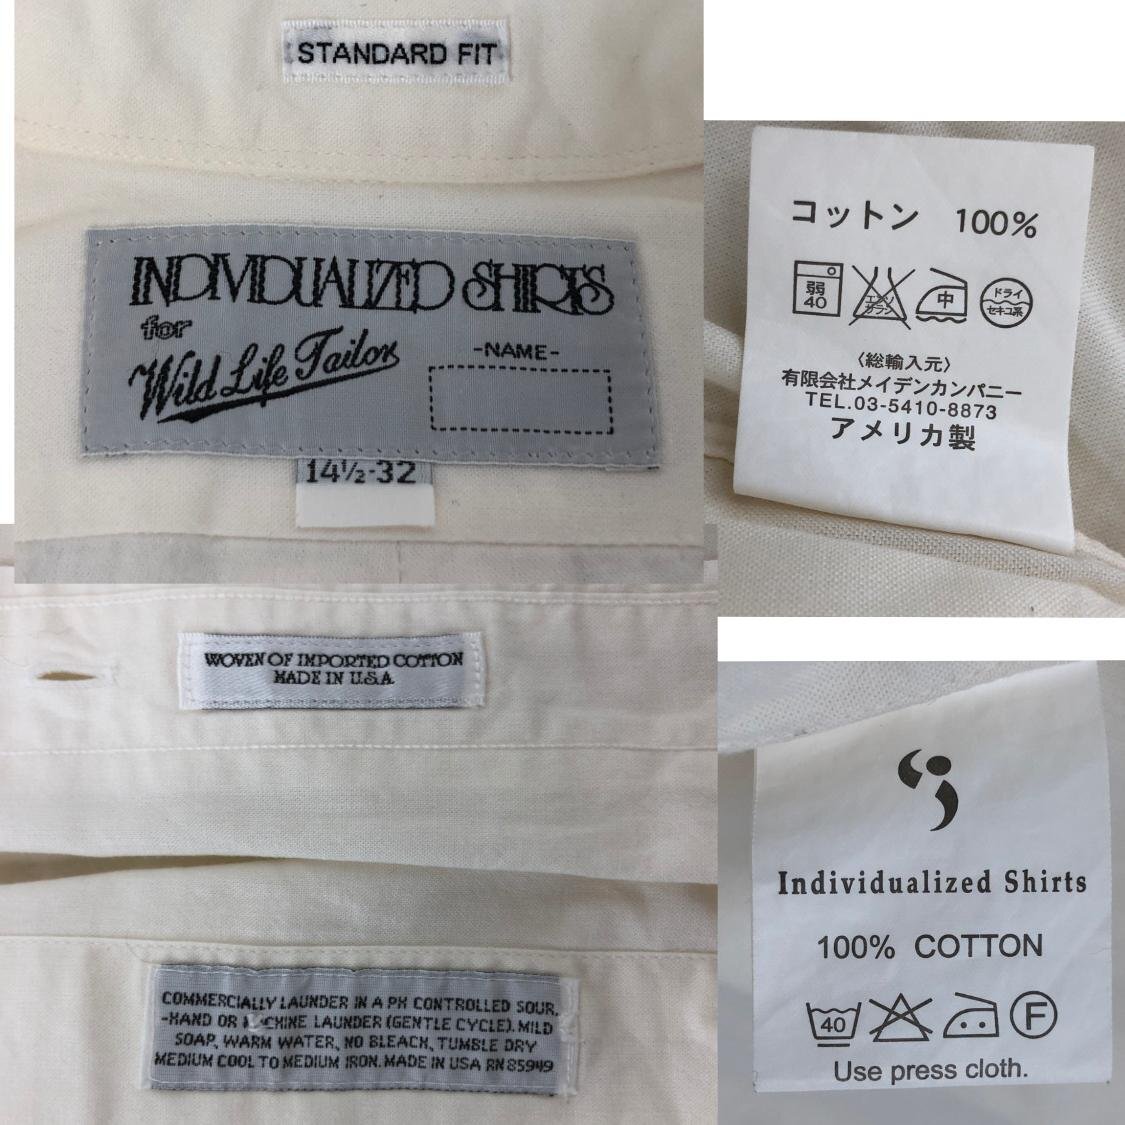 STANDARD FIT
INDIVIDUALIZED SHIRTS
for
Wild Life Tailor
-NAME-
14½-32
WOVEN OF IMPORTED COTTON
MADE IN U.S.A.
COMMERCIALLY LAUNDER IN A PH CONTROLLED SOUR.
-HAND OR MACHINE LAUNDER (GENTLE CYCLE). MILD
SOAP, WARM WATER, NO BLEACH, TUMBLE DRY
MEDIUM COOL TO MEDIUM IRON. MADE IN USA RN 85949
コットン 100%
弱
40
エンソ
サラシ
中
ドライ
セキユ系
〈総輸入元〉
有限会社メイデンカンパニー
TEL.03-5410-8873
アメリカ製
Individualized Shirts
100% COTTON
40
F
Use press cloth.